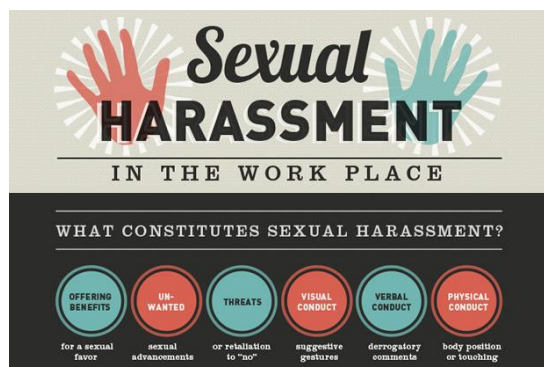 Sexual
HARASSMENT
IN THE WORK PLACE
WHAT CONSTITUTES SEXUAL HARASSMENT?
OFFERING
BENEFITS
for a sexual
favor
UN-
WANTED
sexual
advancements
THREATS
or retaliation
to "no"
VISUAL
CONDUCT
suggestive
gestures
VERBAL
CONDUCT
derrogatory
comments
PHYSICAL
CONDUCT
body position
or touching